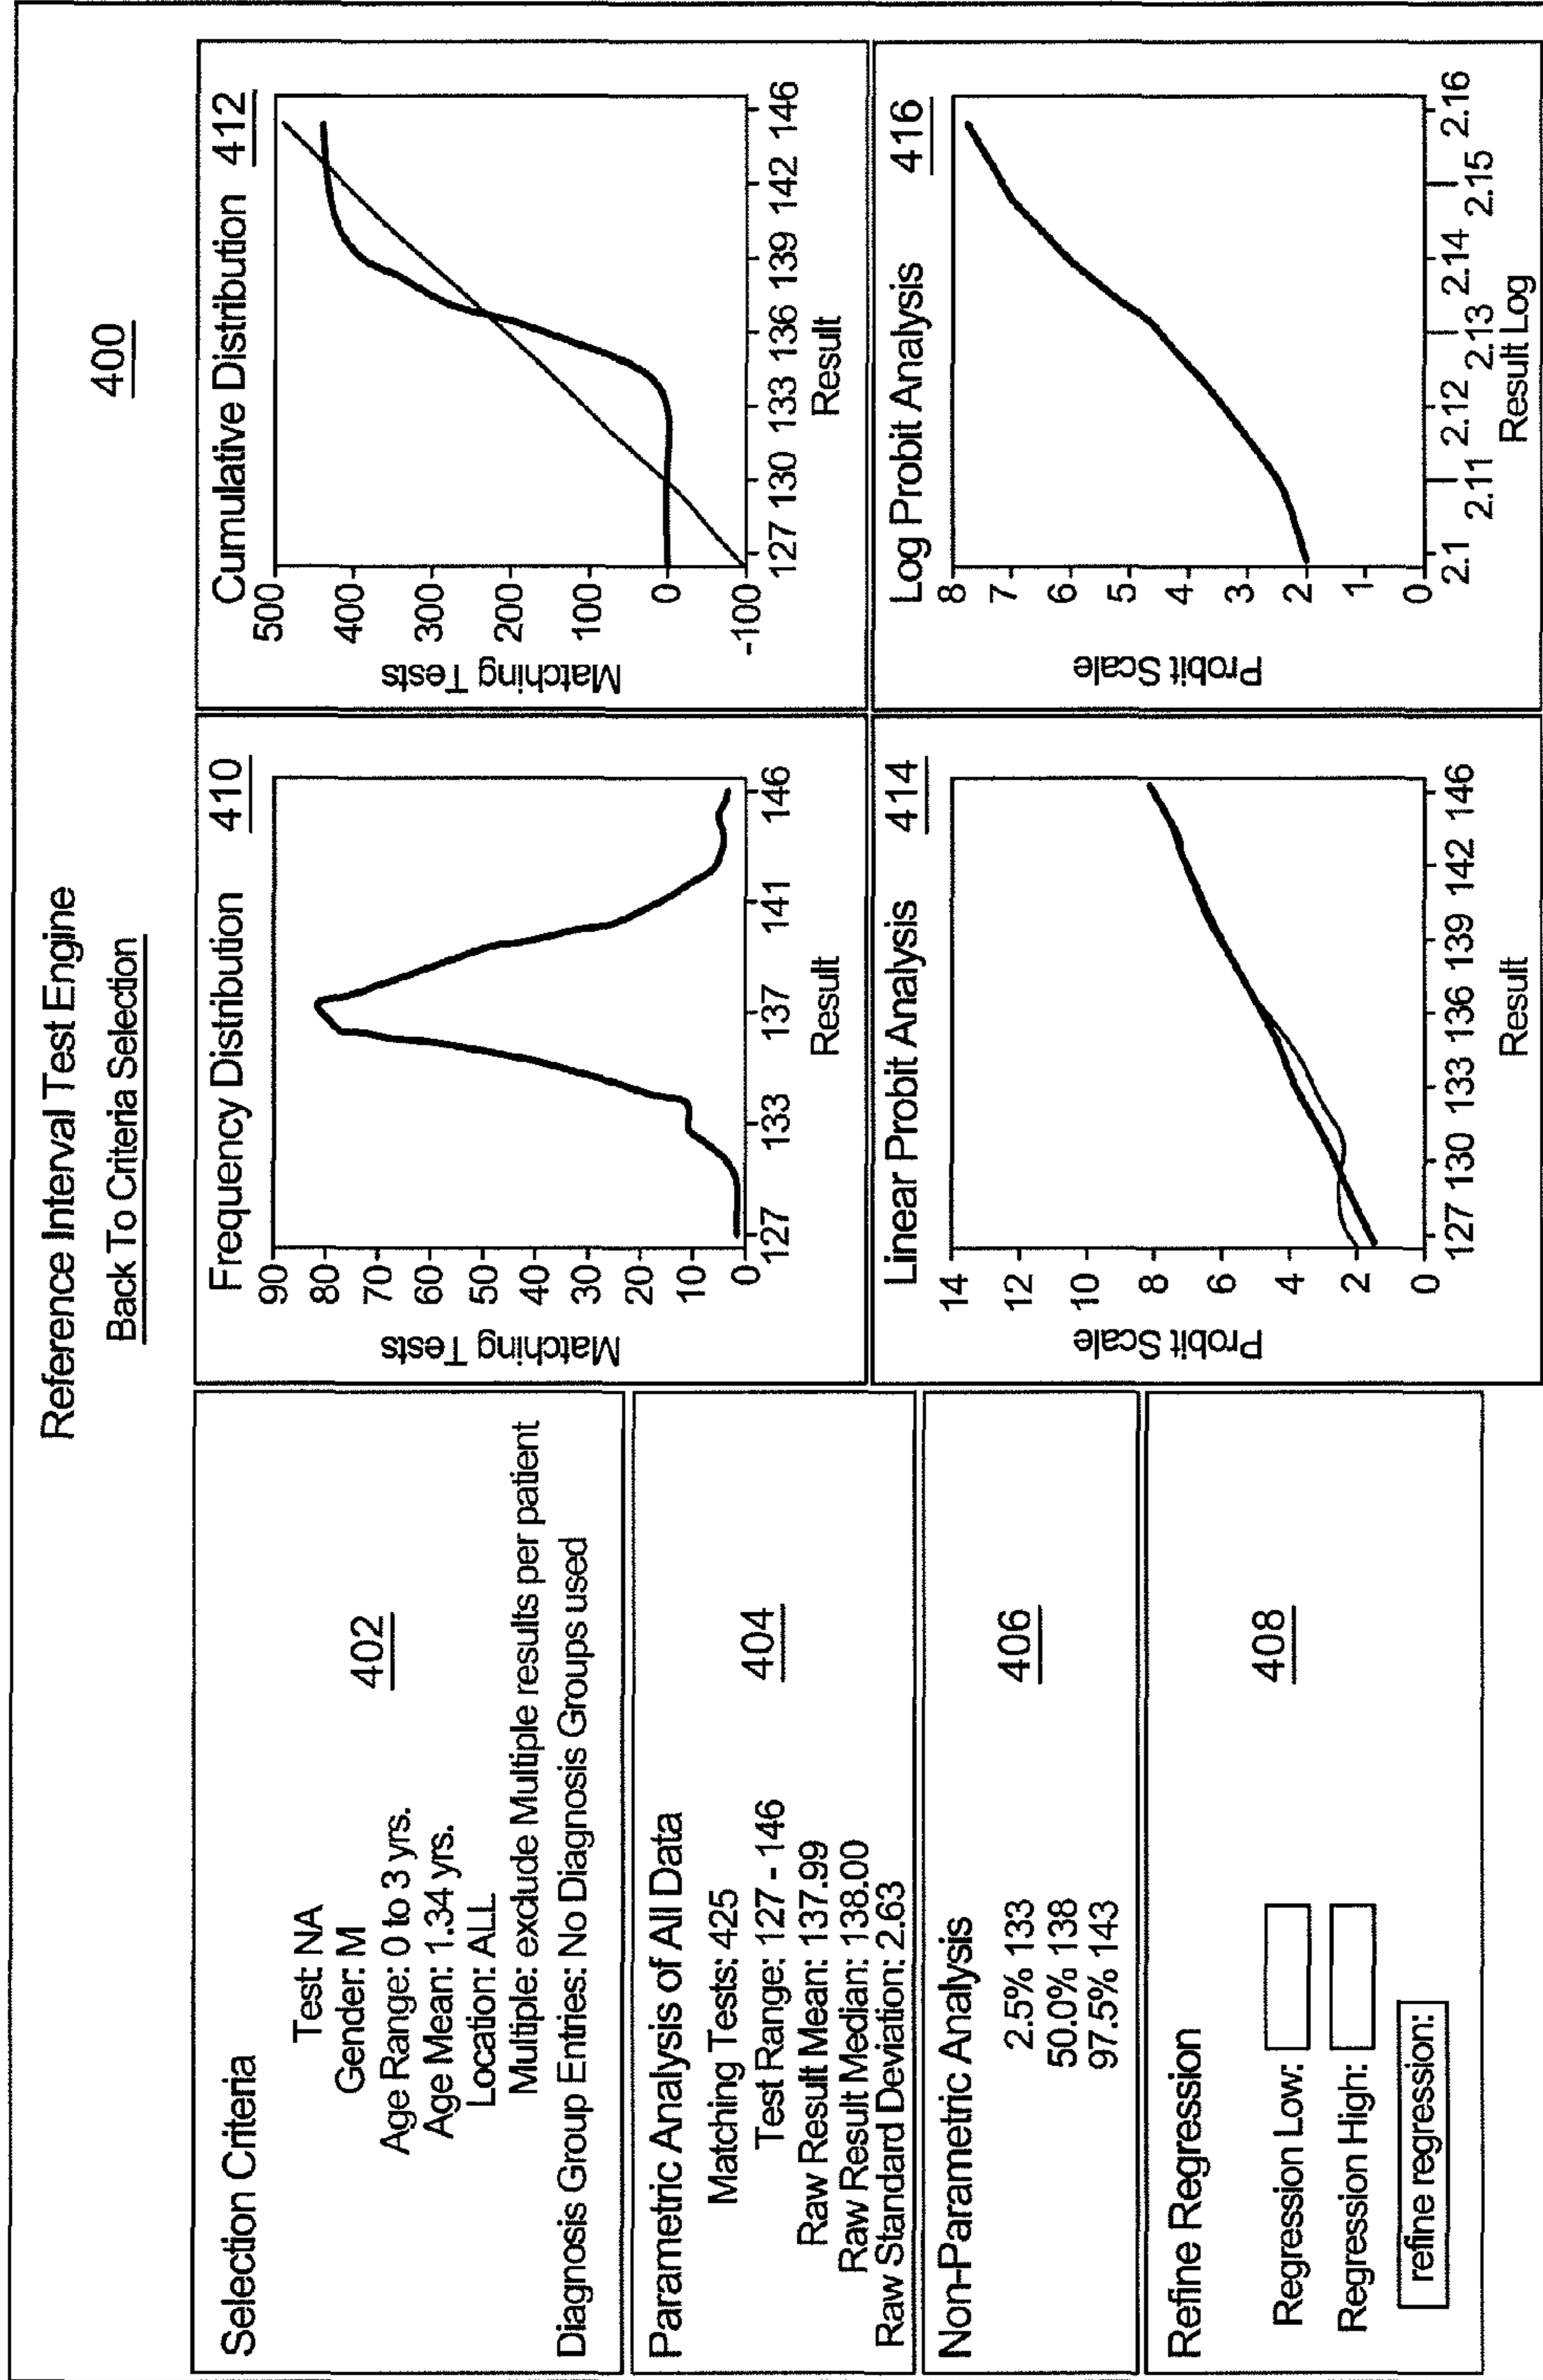 Reference Interval Test Engine
Back To Criteria Selection
400
Selection Criteria
Test: NA
Gender: M
402
Age Range: 0 to 3 yrs.
Age Mean: 1.34 yrs.
Location: ALL
Multiple: exclude Multiple results per patient
Diagnosis Group Entries: No Diagnosis Groups used
Parametric Analysis of All Data
Matching Tests: 425
404
Test Range: 127 - 146
Raw Result Mean: 137.99
Raw Result Median: 138.00
Raw Standard Deviation: 2.63
Non-Parametric Analysis
2.5% 133
406
50.0% 138
97.5% 143
Refine Regression
408
Regression Low:
Regression High:
refine regression:
Frequency Distribution 410
Matching Tests
90
80
70
60
50
40
30
20
10
0
127 133 137 141 146
Result
Cumulative Distribution 412
Matching Tests
500
400
300
200
100
0
-100
127 130 133 136 139 142 146
Result
Linear Probit Analysis 414
Probit Scale
14
12
10
8
6
4
2
0
127 130 133 136 139 142 146
Result
Log Probit Analysis 416
Probit Scale
8
7
6
5
4
3
2
1
0
2.1 2.11 2.12 2.13 2.14 2.15 2.16
Result Log